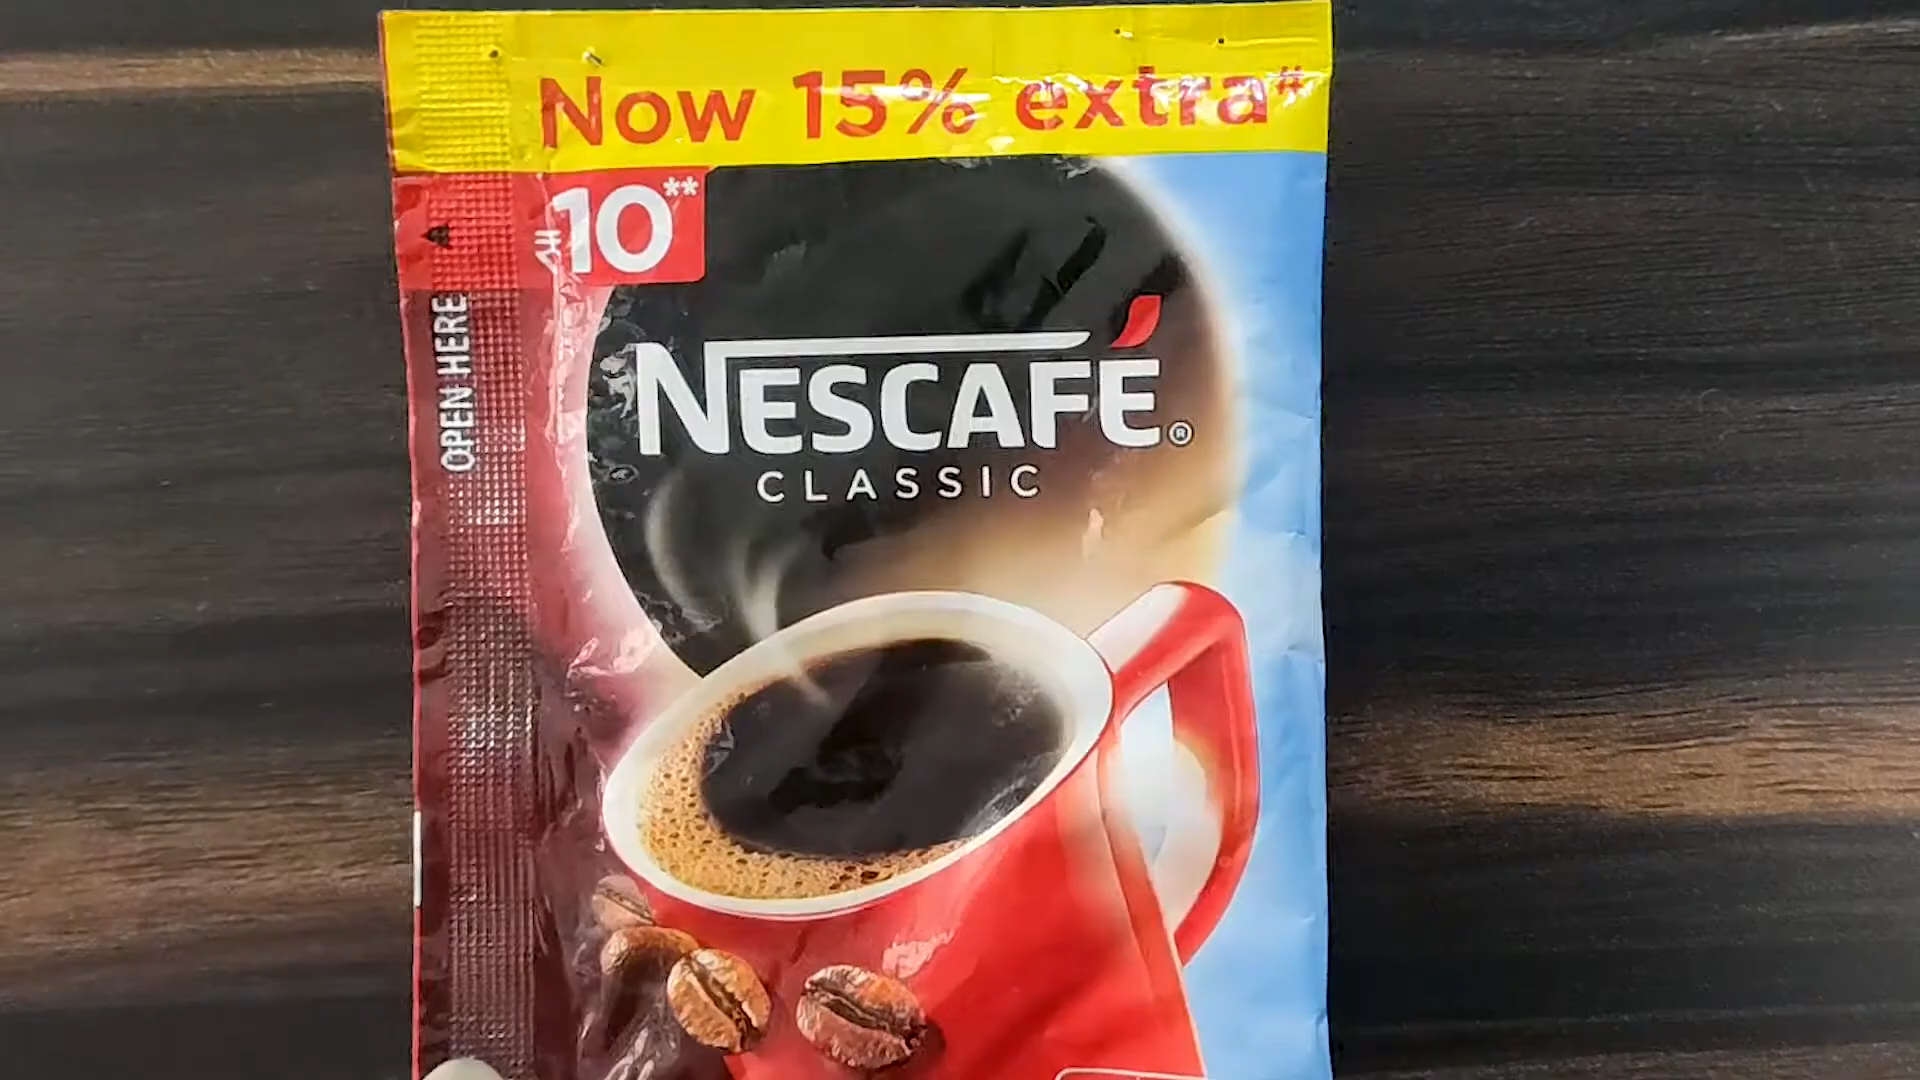 Now 15% extra#
10**
OPEN HERE
NESCAFÉ®
CLASSIC